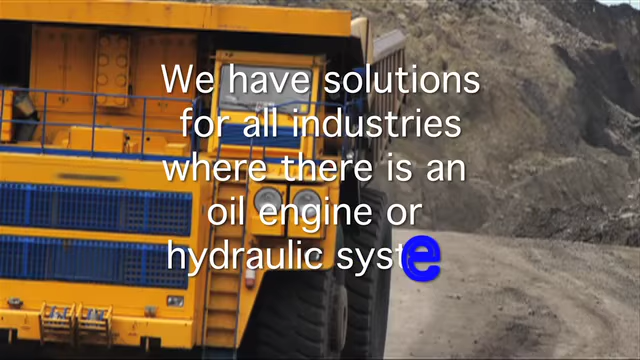 We have solutions
for all industries
where there is an
oil engine or
hydraulic syste